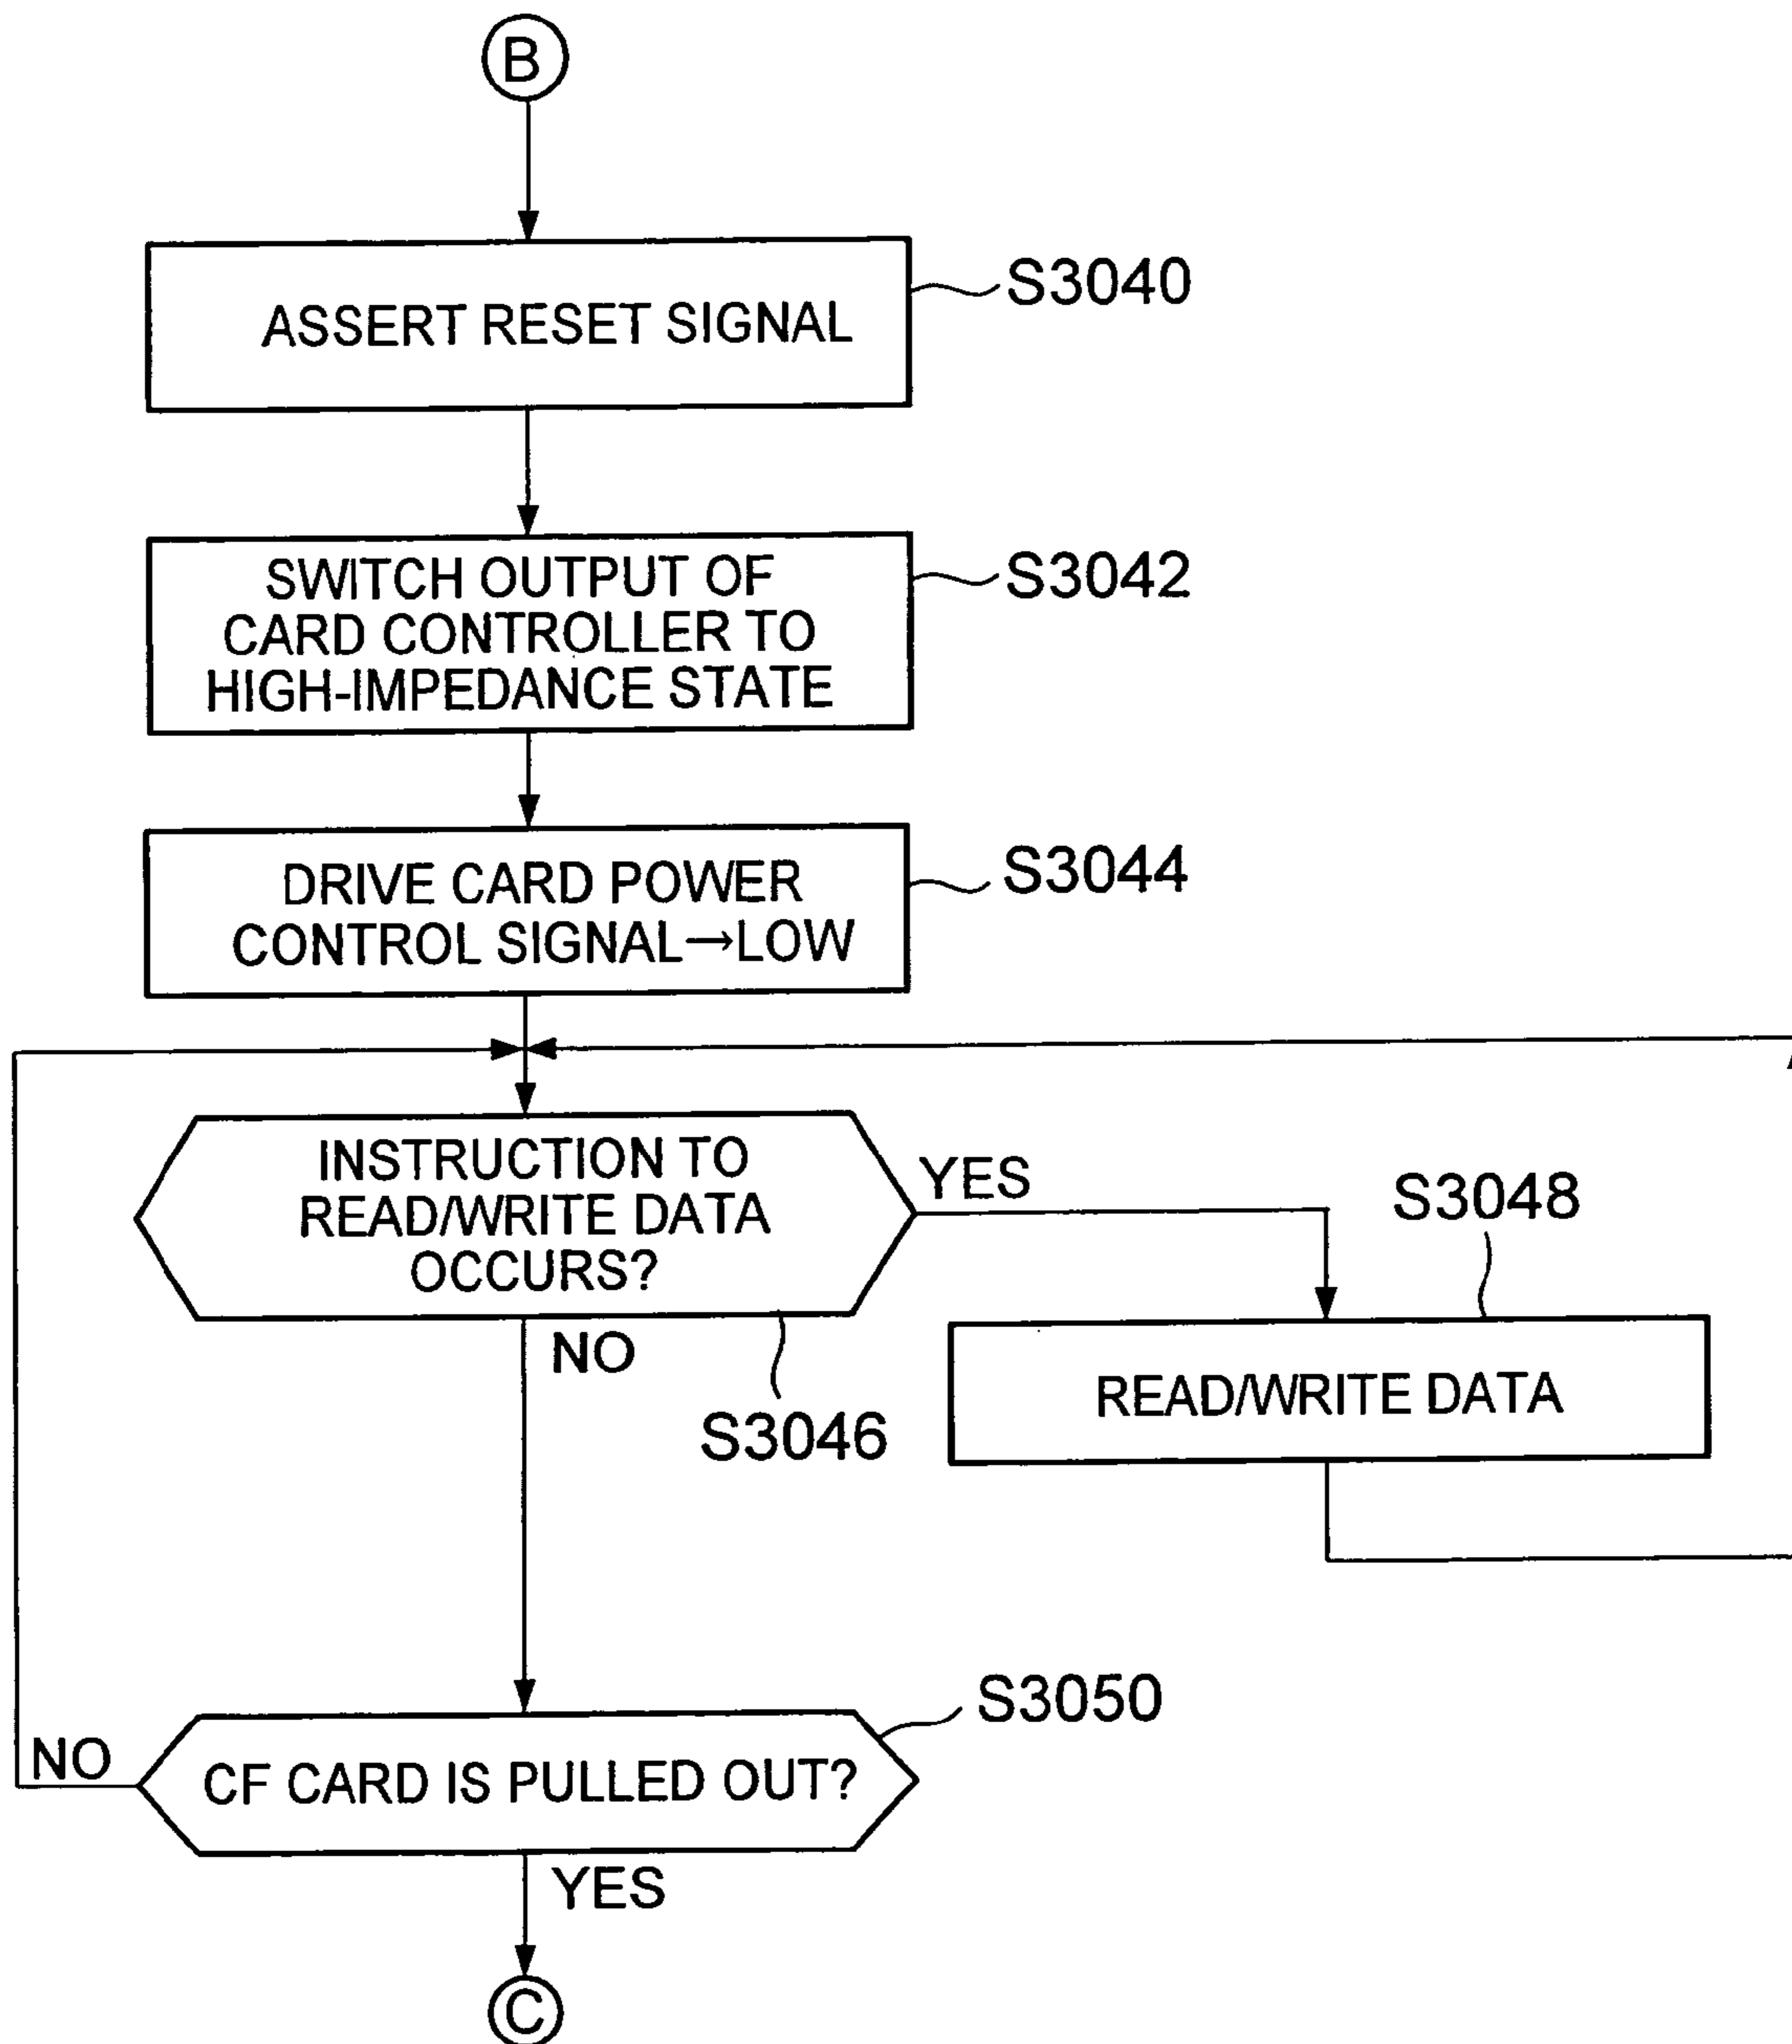 B
ASSERT RESET SIGNAL
S3040
SWITCH OUTPUT OF
CARD CONTROLLER TO
HIGH-IMPEDANCE STATE
S3042
DRIVE CARD POWER
CONTROL SIGNAL→LOW
S3044
INSTRUCTION TO
READ/WRITE DATA
OCCURS?
YES
NO
S3046
S3048
READ/WRITE DATA
S3050
CF CARD IS PULLED OUT?
NO
YES
C